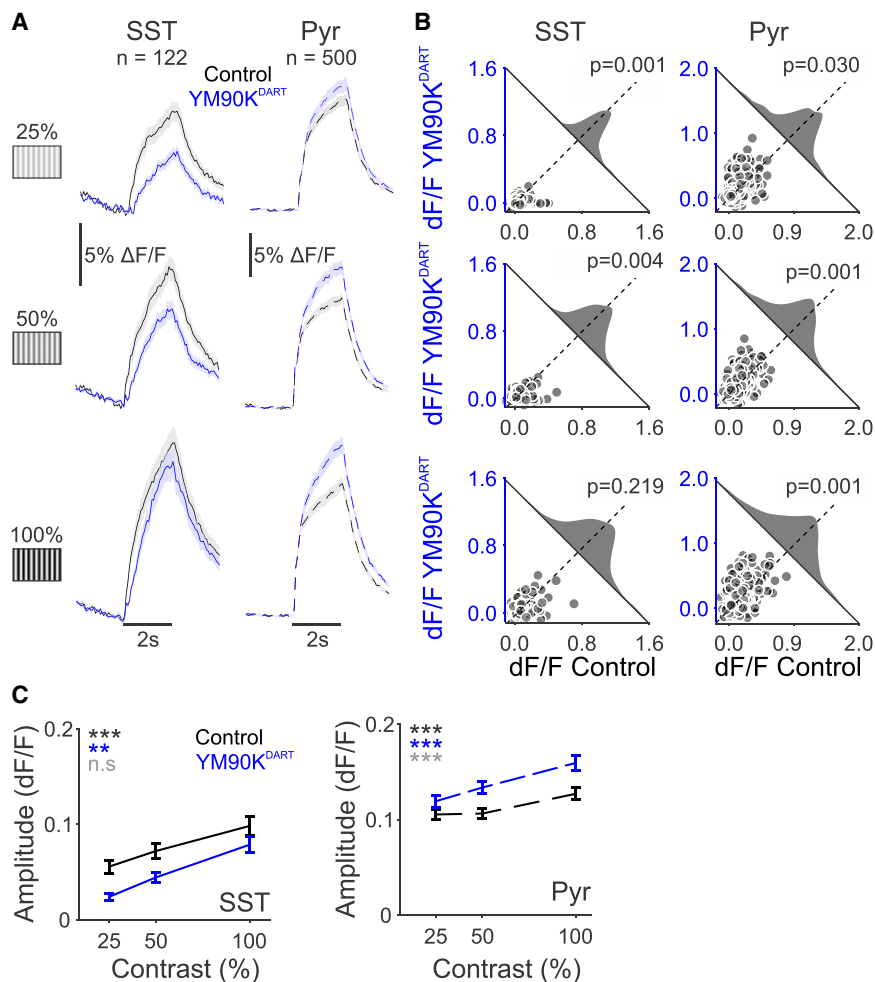 A
SST
n = 122
Pyr
n = 500
Control
YM90K^DART
25%
5% ΔF/F
5% ΔF/F
50%
100%
2s
2s
B
SST
Pyr
dF/F YM90K^DART
1.6
0.8
0.0
p=0.001
0.0
0.8
1.6
2.0
1.0
0.0
p=0.030
0.0
0.9
2.0
dF/F YM90K^DART
1.6
0.8
0.0
p=0.004
0.0
0.8
1.6
2.0
1.0
0.0
p=0.001
0.0
0.9
2.0
dF/F YM90K^DART
1.6
0.8
0.0
p=0.219
0.0
0.8
1.6
2.0
1.0
0.0
p=0.001
0.0
0.9
2.0
dF/F Control
dF/F Control
C
Amplitude (dF/F)
0.2
0.1
0
***
**
n.s
Control
YM90K^DART
SST
25
50
100
Contrast (%)
Amplitude (dF/F)
0.2
0.1
0
***
***
***
Pyr
25
50
100
Contrast (%)